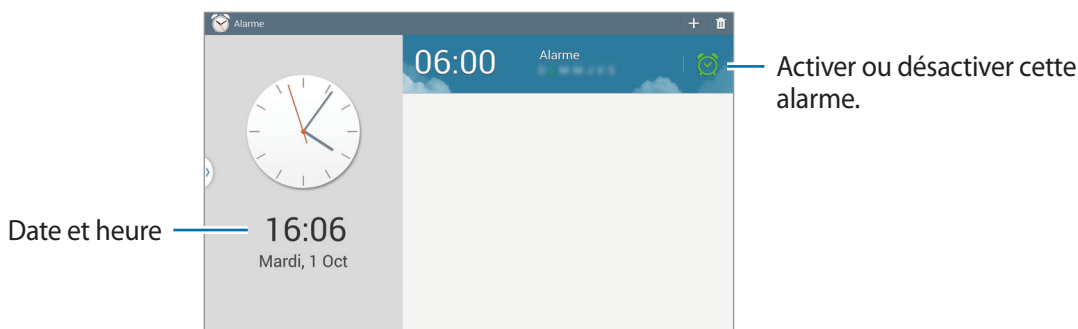 Alarme
06:00
Alarme
Activer ou désactiver cette
alarme.
Date et heure
16:06
Mardi, 1 Oct